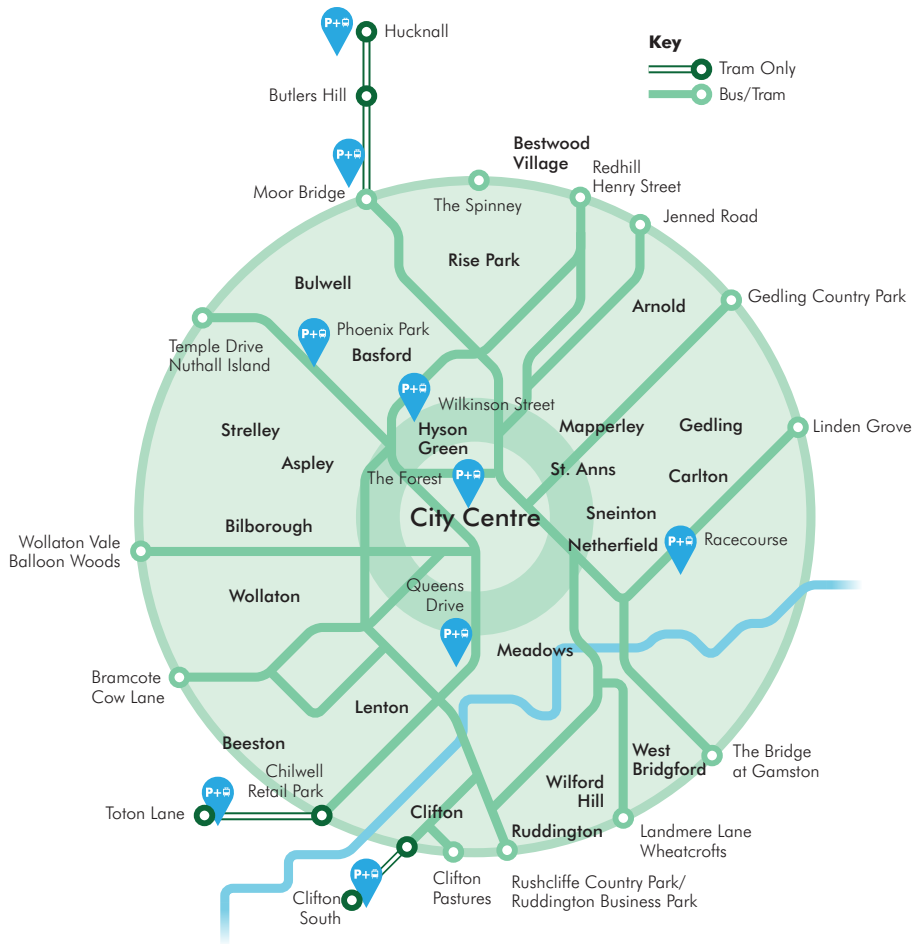 P+
Hucknall
Key
Tram Only
Butlers Hill
Bus/Tram
P+
Bestwood
Village
Redhill
Henry Street
Moor Bridge
The Spinney
Jenned Road
Rise Park
Bulwell
Arnold
Gedling Country Park
P+
Phoenix Park
Temple Drive
Nuthall Island
Basford
P+
Wilkinson Street
Strelley
Hyson
Green
Mapperley
Gedling
Linden Grove
Aspley
The Forest
P+
St. Anns
Carlton
City Centre
Sneinton
Bilborough
Wollaton Vale
Balloon Woods
Netherfield
P+
Racecourse
Wollaton
Queens
Drive
P+
Meadows
Bramcote
Cow Lane
Lenton
Beeston
West
Bridgford
The Bridge
at Gamston
Chilwell
Retail Park
Wilford
Hill
P+
Toton Lane
Clifton
Ruddington
Landmere Lane
Wheatcrofts
P+
Clifton
South
Clifton
Pastures
Rushcliffe Country Park/
Ruddington Business Park